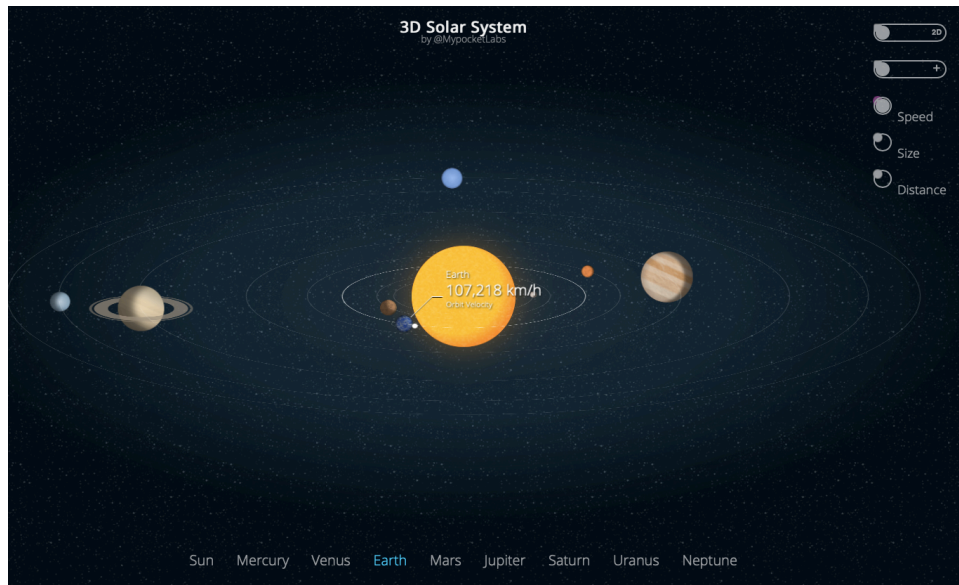 3D Solar System
by @MypocketLabs
2D
+
Speed
Size
Distance
Earth
107,218 km/h
Orbit Velocity
Sun Mercury Venus Earth Mars Jupiter Saturn Uranus Neptune